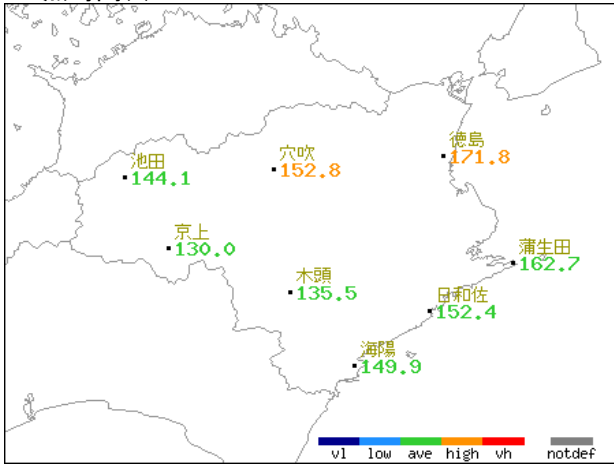 徳島
171.8
穴吹
152.8
池田
144.1
京上
130.0
蒲生田
162.7
木頭
135.5
日和佐
152.4
海陽
149.9
vl low ave high vh notdef